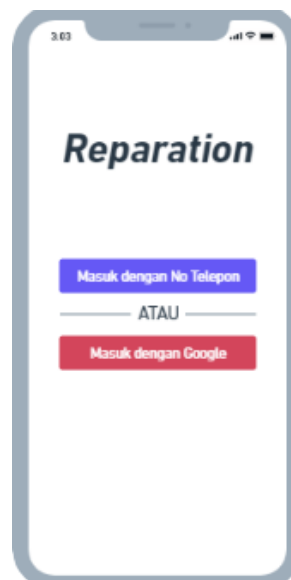 3:03
Reparation
Masuk dengan No Telepon
ATAU
Masuk dengan Google